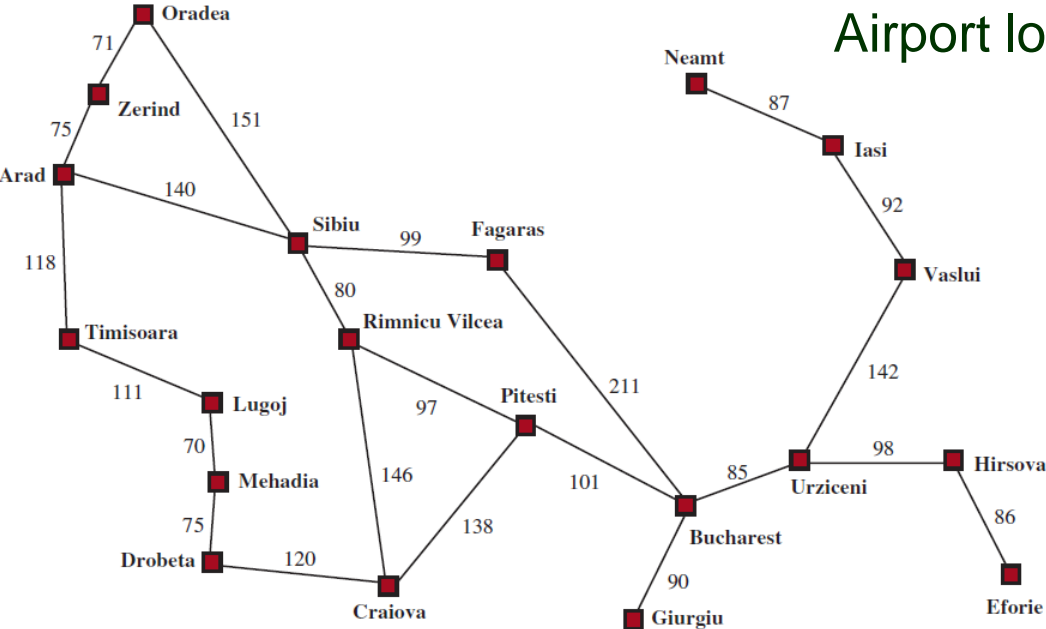 Oradea
Airport lo
71
Neamt
Zerind
87
151
75
Iasi
Arad
140
92
Sibiu
Fagaras
99
118
Vaslui
80
Timisoara
Rimnicu Vilcea
142
111
211
Lugoj
97
Pitesti
70
98
Hirsova
Mehadia
146
101
85
Urziceni
75
138
86
Drobeta
120
Bucharest
90
Craiova
Giurgiu
Eforie